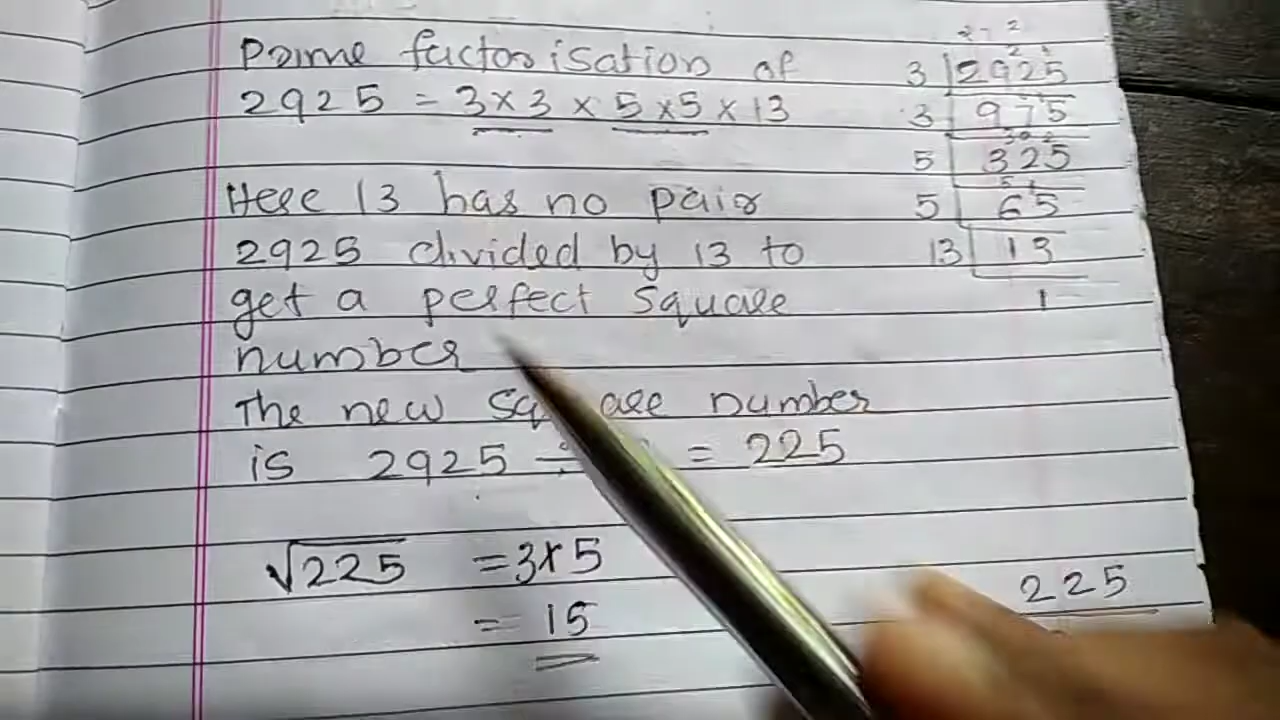 Prime factorisation of
2925 = 3×3 × 5×5 × 13
Here 13 has no pair
2925 divided by 13 to
get a perfect square
number
The new square number
is 2925 ÷ = 225
√225 = 3×5
= 15
3 2925
3 975
5 325
5 65
13 13
1
225